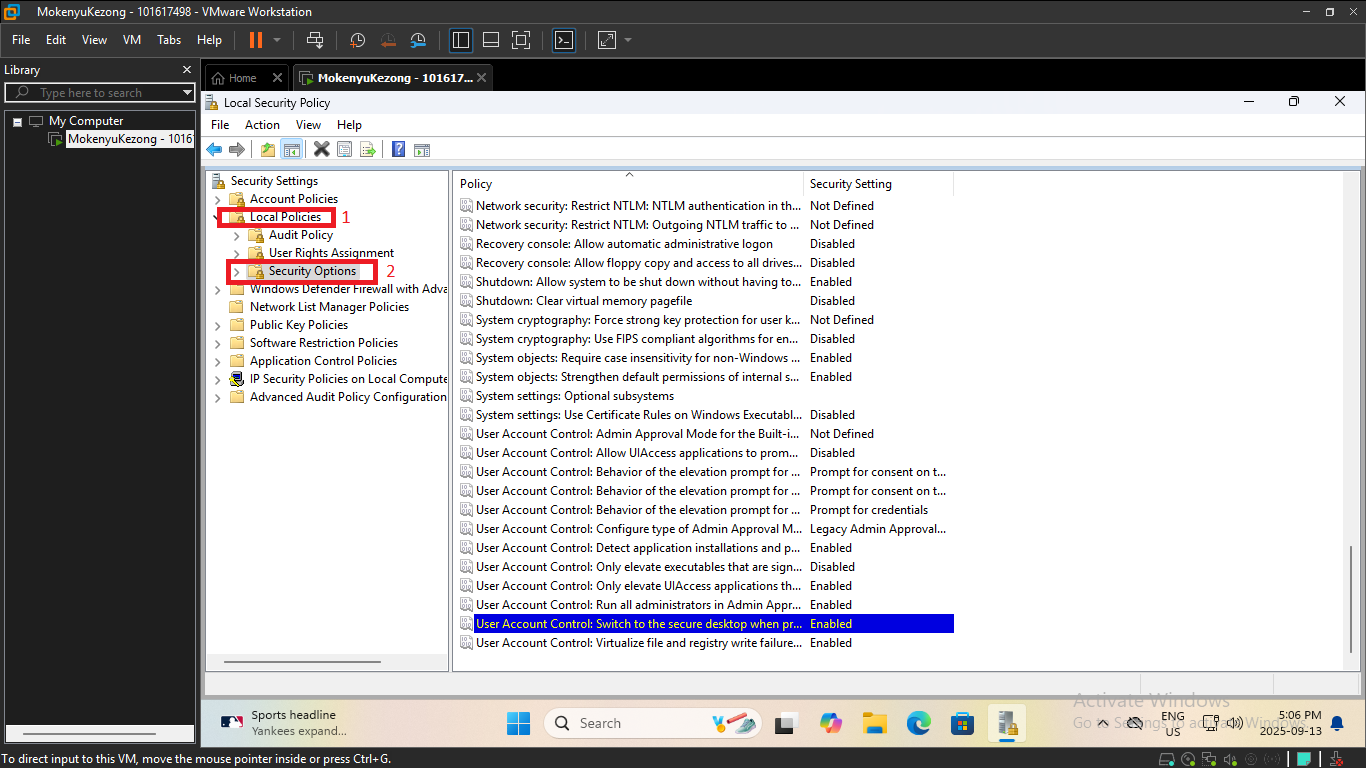 MokenyuKezong - 101617498 - VMware Workstation
File Edit View VM Tabs Help
Library
Type here to search
My Computer
MokenyuKezong - 1016
Home
MokenyuKezong - 101617...
Local Security Policy
File Action View Help
Security Settings
Account Policies
Local Policies 1
Audit Policy
User Rights Assignment
Security Options 2
Windows Defender Firewall with Adva
Network List Manager Policies
Public Key Policies
Software Restriction Policies
Application Control Policies
IP Security Policies on Local Compute
Advanced Audit Policy Configuration
Policy Security Setting
Network security: Restrict NTLM: NTLM authentication in th... Not Defined
Network security: Restrict NTLM: Outgoing NTLM traffic to ... Not Defined
Recovery console: Allow automatic administrative logon Disabled
Recovery console: Allow floppy copy and access to all drives... Disabled
Shutdown: Allow system to be shut down without having to... Enabled
Shutdown: Clear virtual memory pagefile Disabled
System cryptography: Force strong key protection for user k... Not Defined
System cryptography: Use FIPS compliant algorithms for en... Disabled
System objects: Require case insensitivity for non-Windows ... Enabled
System objects: Strengthen default permissions of internal s... Enabled
System settings: Optional subsystems
System settings: Use Certificate Rules on Windows Executabl... Disabled
User Account Control: Admin Approval Mode for the Built-i... Not Defined
User Account Control: Allow UIAccess applications to prom... Disabled
User Account Control: Behavior of the elevation prompt for ... Prompt for consent on t...
User Account Control: Behavior of the elevation prompt for ... Prompt for consent on t...
User Account Control: Behavior of the elevation prompt for ... Prompt for credentials
User Account Control: Configure type of Admin Approval M... Legacy Admin Approval...
User Account Control: Detect application installations and p... Enabled
User Account Control: Only elevate executables that are sign... Disabled
User Account Control: Only elevate UIAccess applications th... Enabled
User Account Control: Run all administrators in Admin Appr... Enabled
User Account Control: Switch to the secure desktop when pr... Enabled
User Account Control: Virtualize file and registry write failure... Enabled
Activate Windows
Go to Settings to activate Windows.
Sports headline
Yankees expand...
Search
ENG
US
5:06 PM
2025-09-13
To direct input to this VM, move the mouse pointer inside or press Ctrl+G.